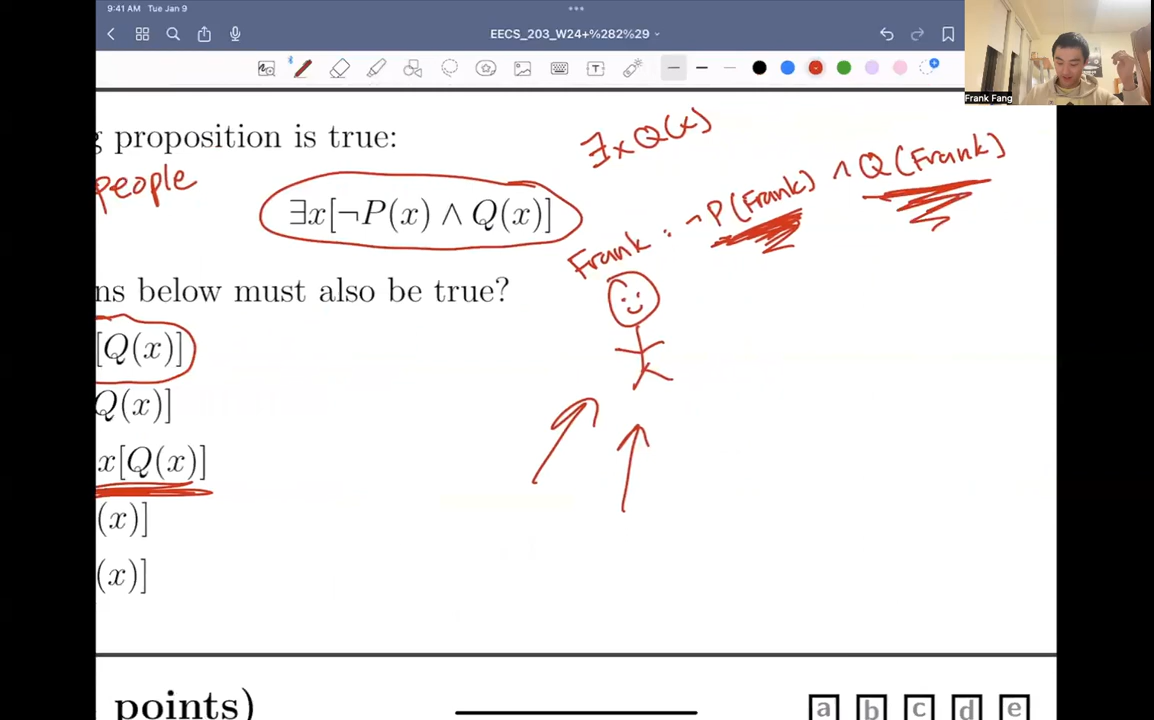 9:41 AM Tue Jan 9
EECS_203_W24+%282%29
Frank Fang
g proposition is true:
∃x Q(x)
people
∃x[¬P(x) ∧ Q(x)]
Frank: ¬P(Frank) ∧ Q(Frank)
ns below must also be true?
[Q(x)]
Q(x)]
x[Q(x)]
(x)]
(x)]
points)
a b c d e